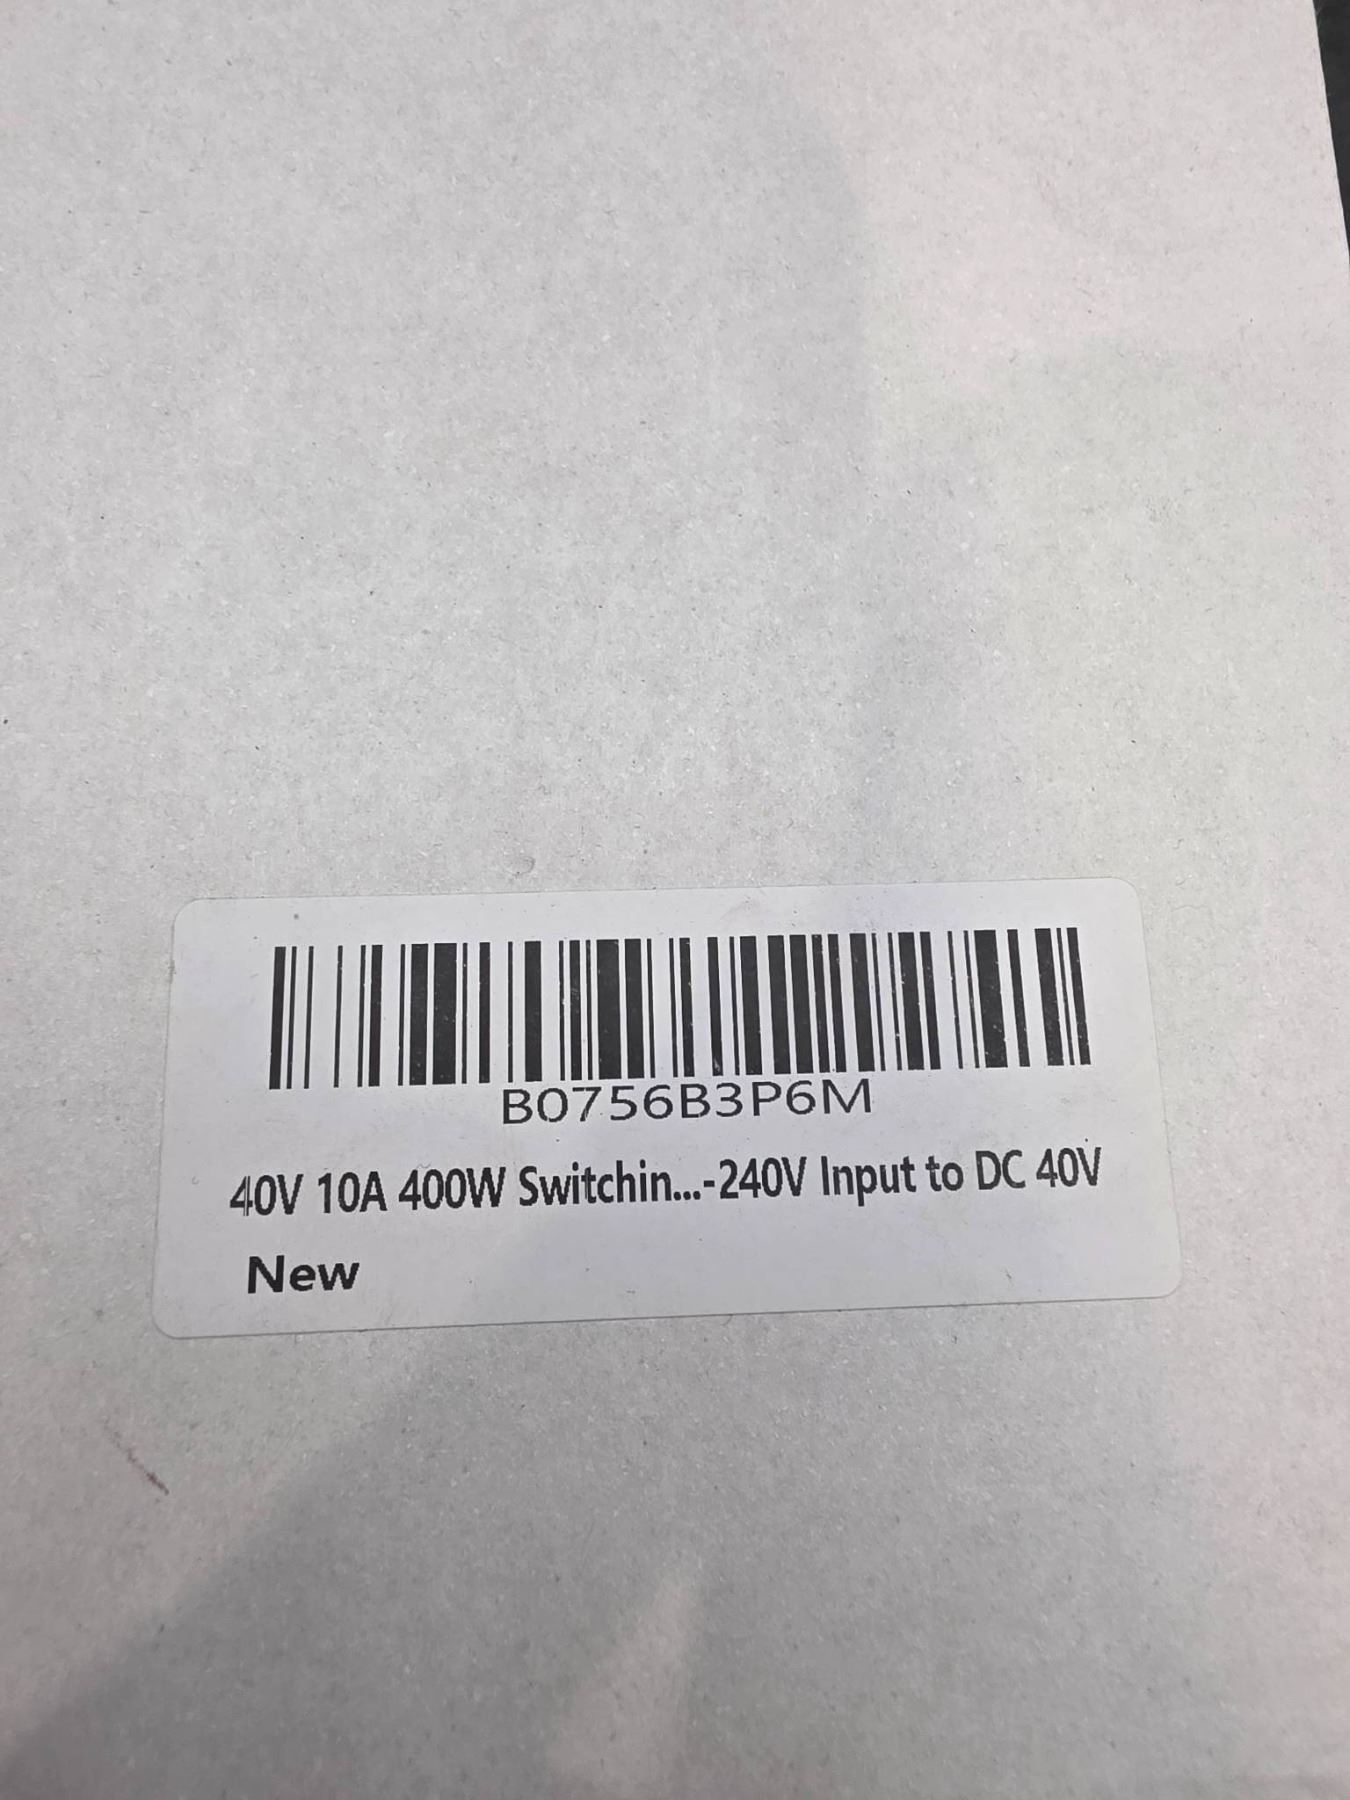 B0756B3P6M
40V 10A 400W Switchin...-240V Input to DC 40V
New